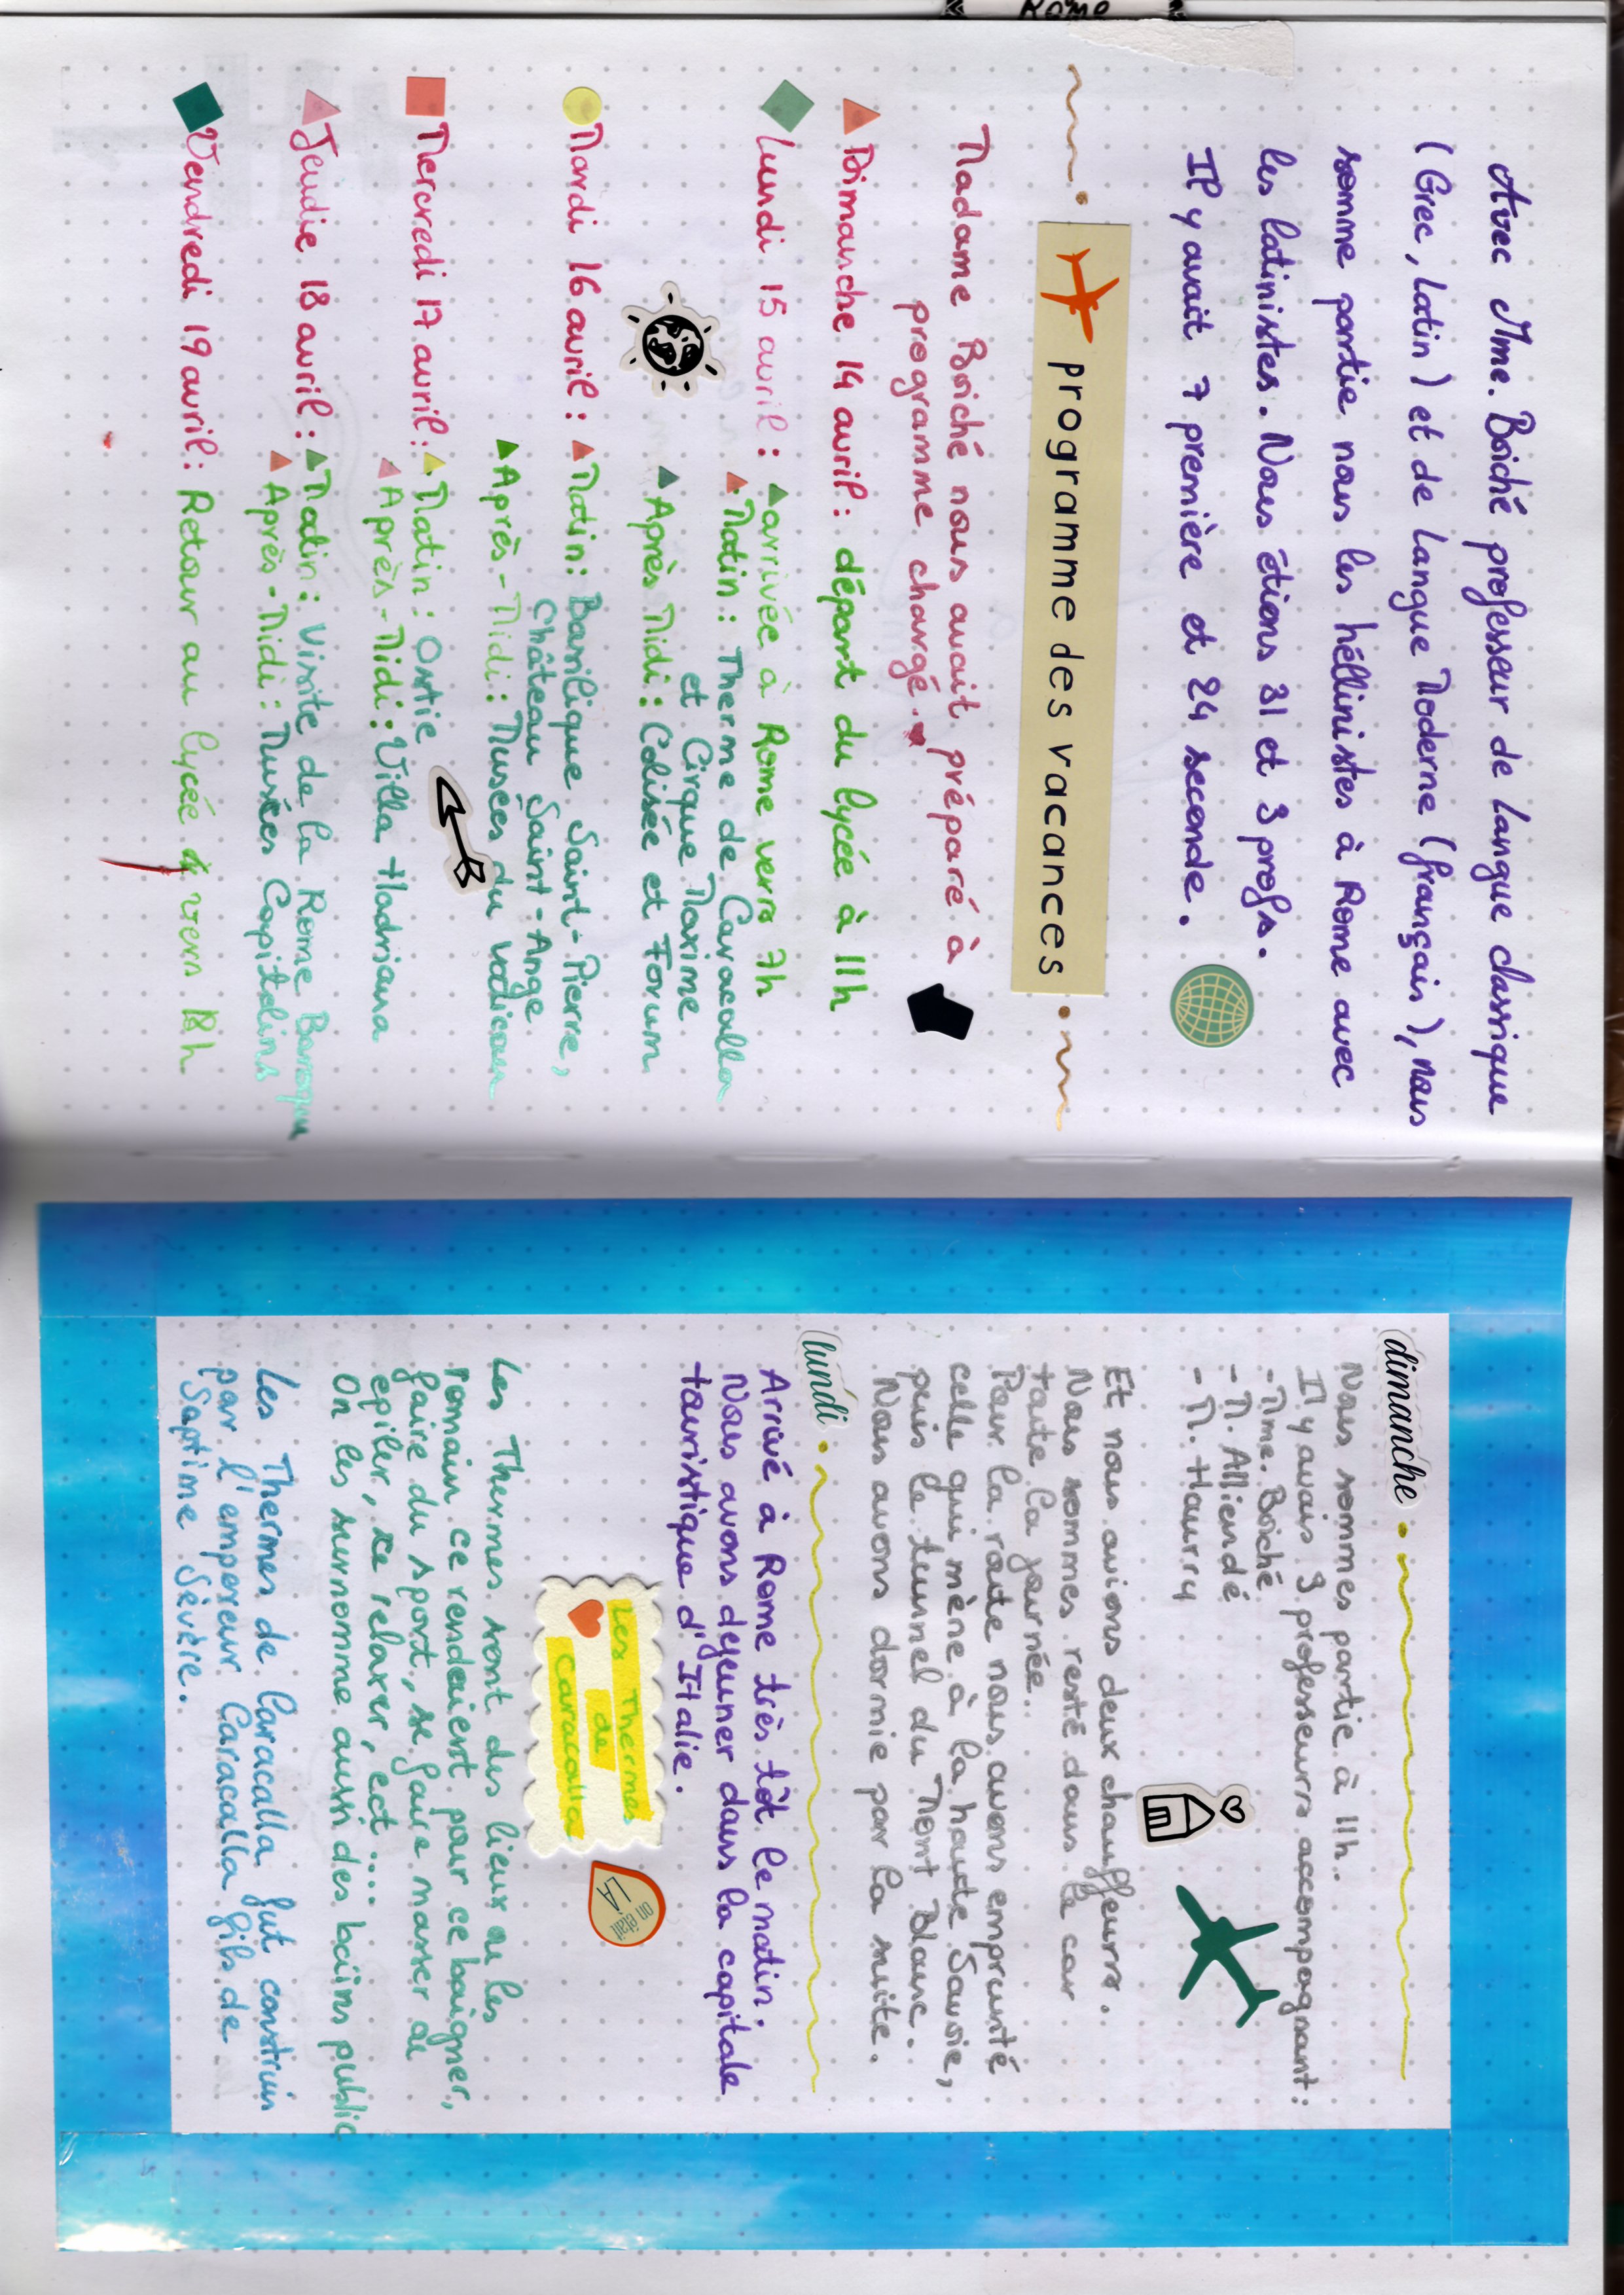 Avec Mme. Boiché professeur de Langue classique
( Grec, Latin ) et de Langue Moderne (français), nous
somme partie nous les héllinistes à Rome avec
les latinistes. Nous étions 31 et 3 profs.
Il y avait 7 première et 24 seconde.
programme des vacances
Madame Boiché nous avait préparé à
programme chargé.
Dimanche 14 avril : départ du lycée à 11h
Lundi 15 avril : arrivée à Rome vers 7h
Matin : Therme de Caracalla
et Cirque Maxime
Après Midi : Colisée et Forum
Mardi 16 avril : Matin : Basilique Saint-Pierre,
Château Saint-Ange
Après-Midi : Musées du vatican
Mercredi 17 avril : Matin : Ostie
Après-Midi : Villa Hadriana
Jeudie 18 avril : Matin : Visite de la Rome Baroque
Après-Midi : Musées Capitolins
Vendredi 19 avril : Retour au lycée vers 18h
Rome
dimanche
Nous sommes partie à 11h.
Il y avais 3 professeurs accompagnant :
- Mme. Boiché
- M. Alliendé
- M. Haurry
Et nous avions deux chauffeurs.
Nous sommes resté dans le car
toute la journée.
Pour la route nous avons emprunté
celle qui mène à la haute Savoie,
puis le tunnel du Mont Blanc.
Nous avons dormie par la suite.
lundi
Arrivé à Rome très tôt le matin.
Nous avons dejeuner dans la capitale
touristique d'Italie.
Les Thermes
de
Caracalla
on était
LÀ
Les Thermes sont des lieux ou les
romain ce rendaient pour ce baigner,
faire du sport, se faire masser ou
epiler, se relaxer, ect ....
On les surnomme aussi des bains public
Les Thermes de Caracalla fut construis
par l'empereur Caracalla fils de
Septime Sévère.